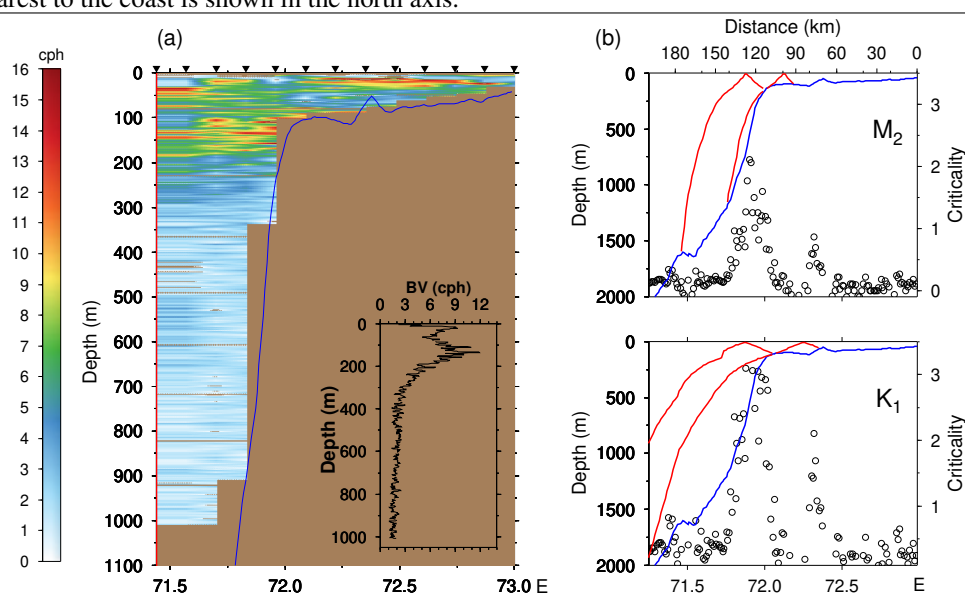 arest to the coast is shown in the north axis.
cph
(a)
16
15
14
13
12
11
10
9
8
7
6
5
4
3
2
1
0
Depth (m)
0
100
200
300
400
500
600
700
800
900
1000
1100
71.5 72.0 72.5 73.0 E
BV (cph)
0 3 6 9 12
Depth (m)
0
200
400
600
800
1000
(b)
Distance (km)
180 150 120 90 60 30 0
Depth (m)
0
500
1000
1500
2000
M2
Criticality
3
2
1
0
Depth (m)
0
500
1000
1500
2000
K1
Criticality
3
2
1
71.5 72.0 72.5 E